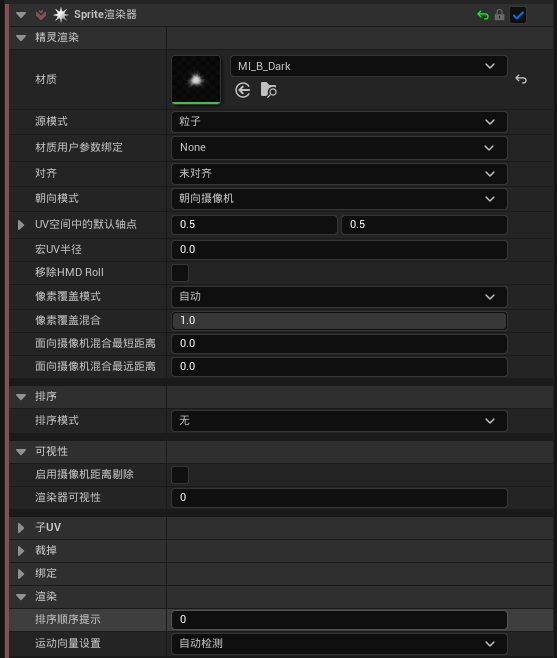 Sprite渲染器
精灵渲染
材质
MI_B_Dark
源模式 粒子
材质用户参数绑定 None
对齐 未对齐
朝向模式 朝向摄像机
UV空间中的默认轴点 0.5 0.5
宏UV半径 0.0
移除HMD Roll
像素覆盖模式 自动
像素覆盖混合 1.0
面向摄像机混合最短距离 0.0
面向摄像机混合最远距离 0.0
排序
排序模式 无
可视性
启用摄像机距离剔除
渲染器可视性 0
子UV
裁掉
绑定
渲染
排序顺序提示 0
运动向量设置 自动检测